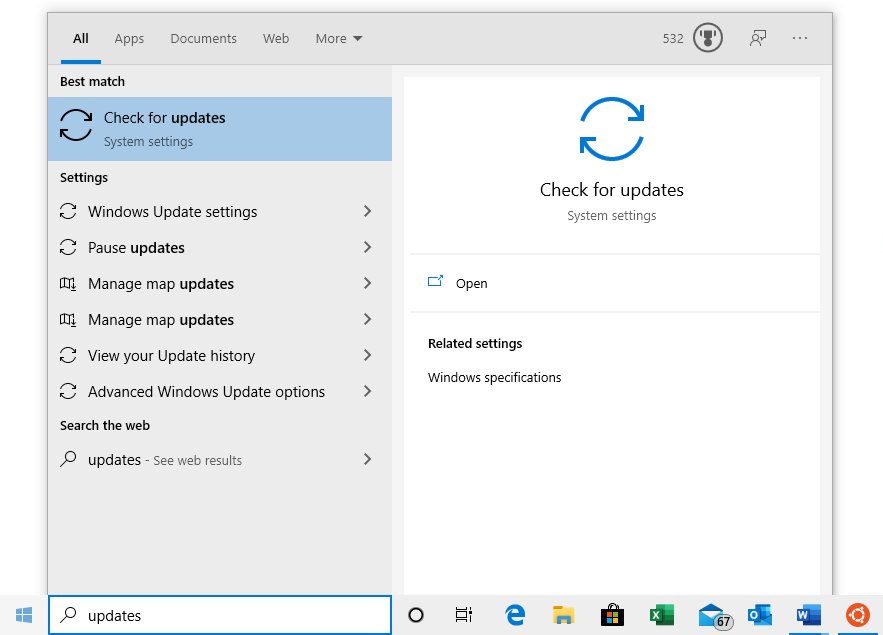 All Apps Documents Web More 532
Best match
Check for updates
System settings
Settings
Windows Update settings
Pause updates
Manage map updates
Manage map updates
View your Update history
Advanced Windows Update options
Search the web
updates - See web results
Check for updates
System settings
Open
Related settings
Windows specifications
updates
67